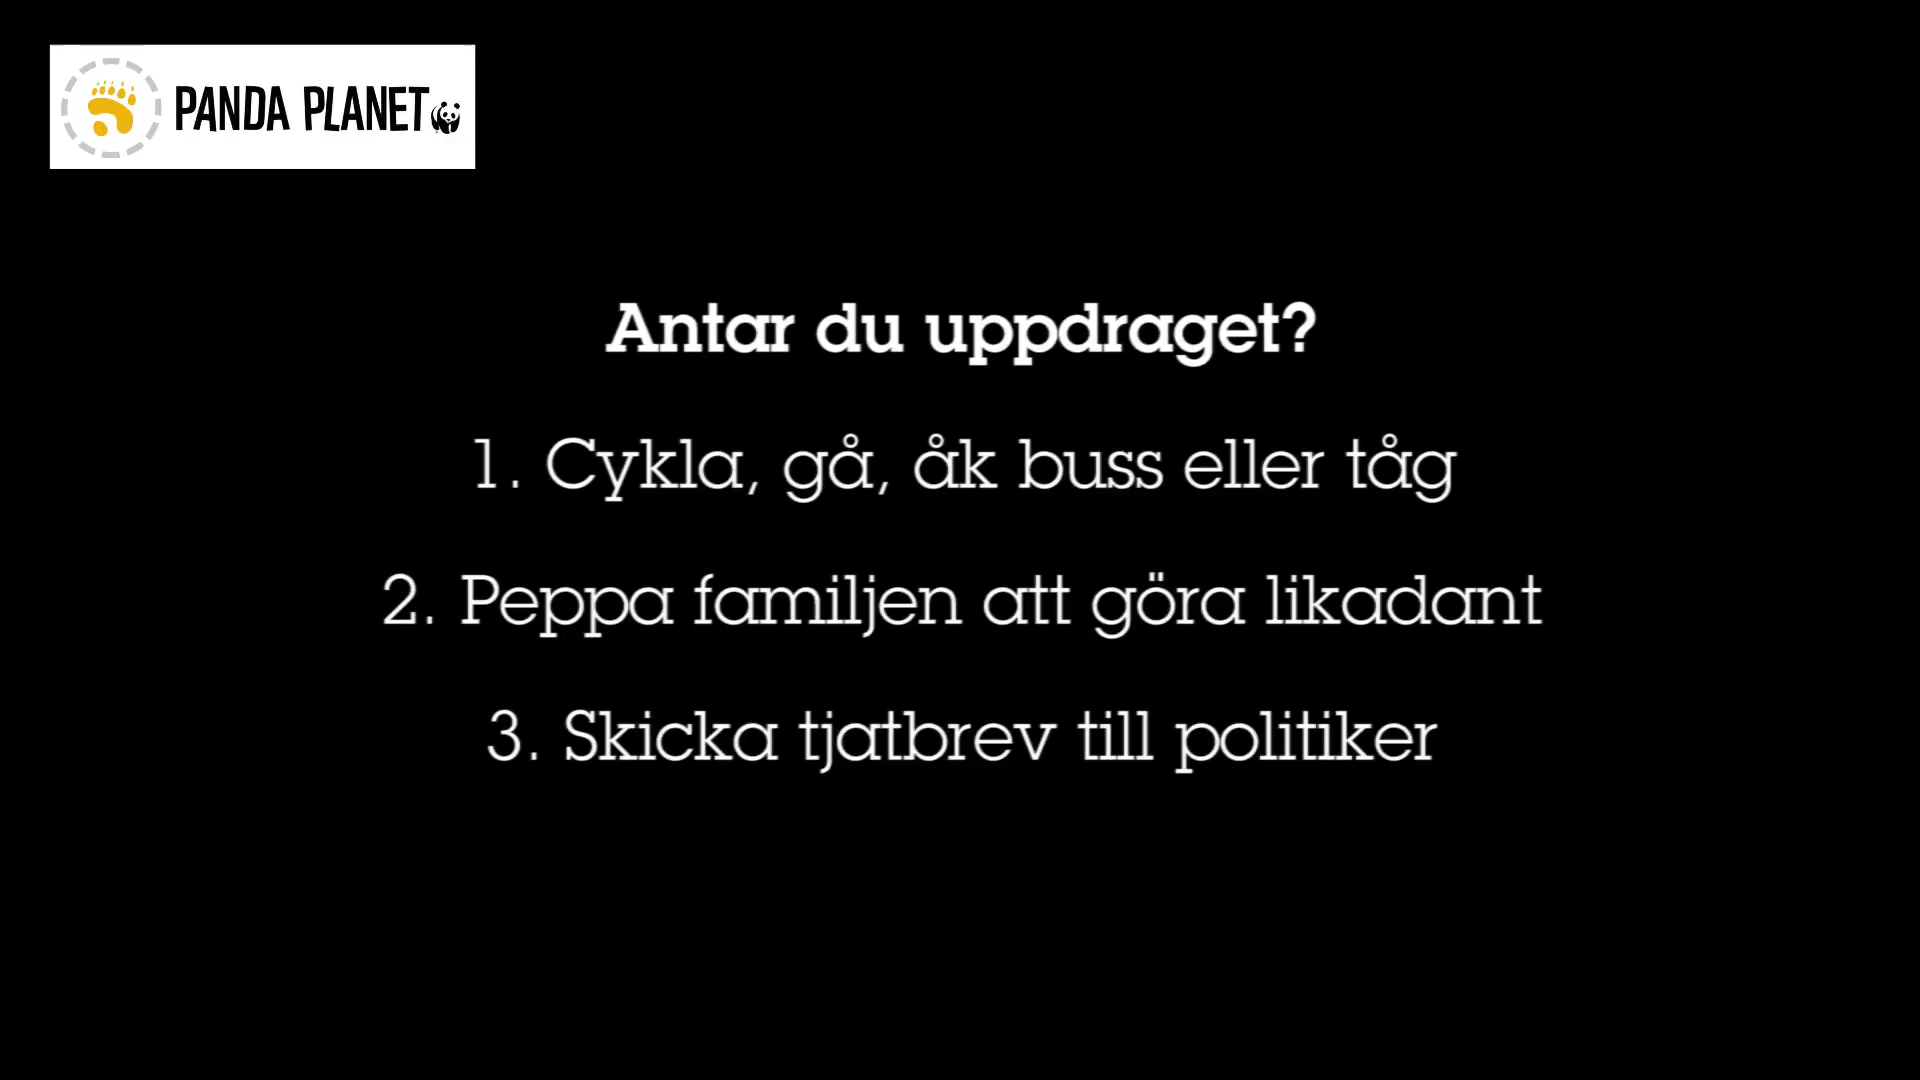 PANDA PLANET
Antar du uppdraget?
1. Cykla, gå, åk buss eller tåg
2. Peppa familjen att göra likadant
3. Skicka tjatbrev till politiker